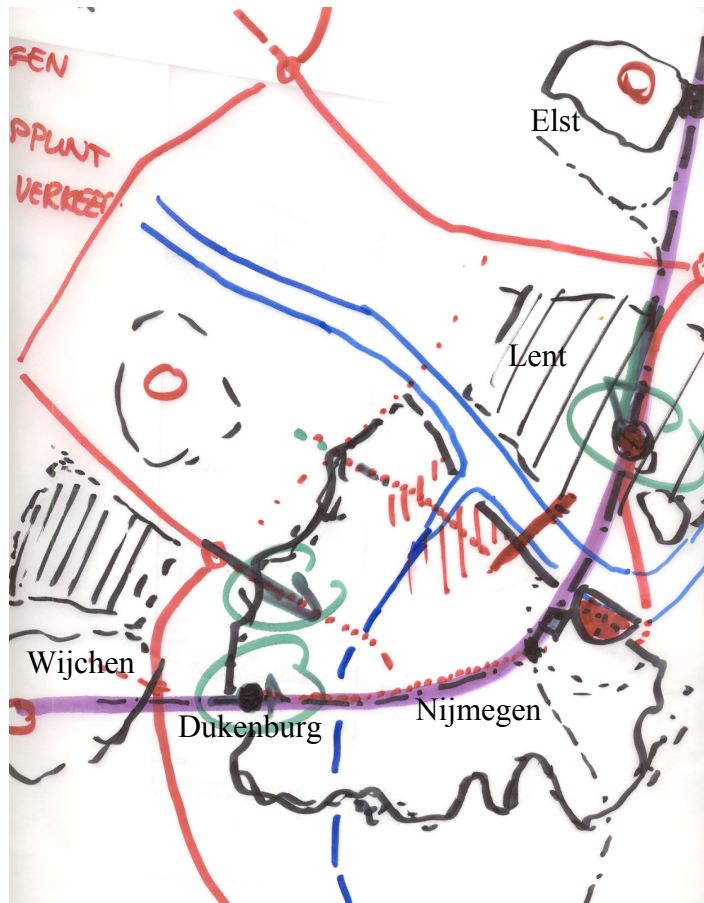 GEN
PPUNT
VERKEER
Elst
Lent
Wijchen
Dukenburg
Nijmegen